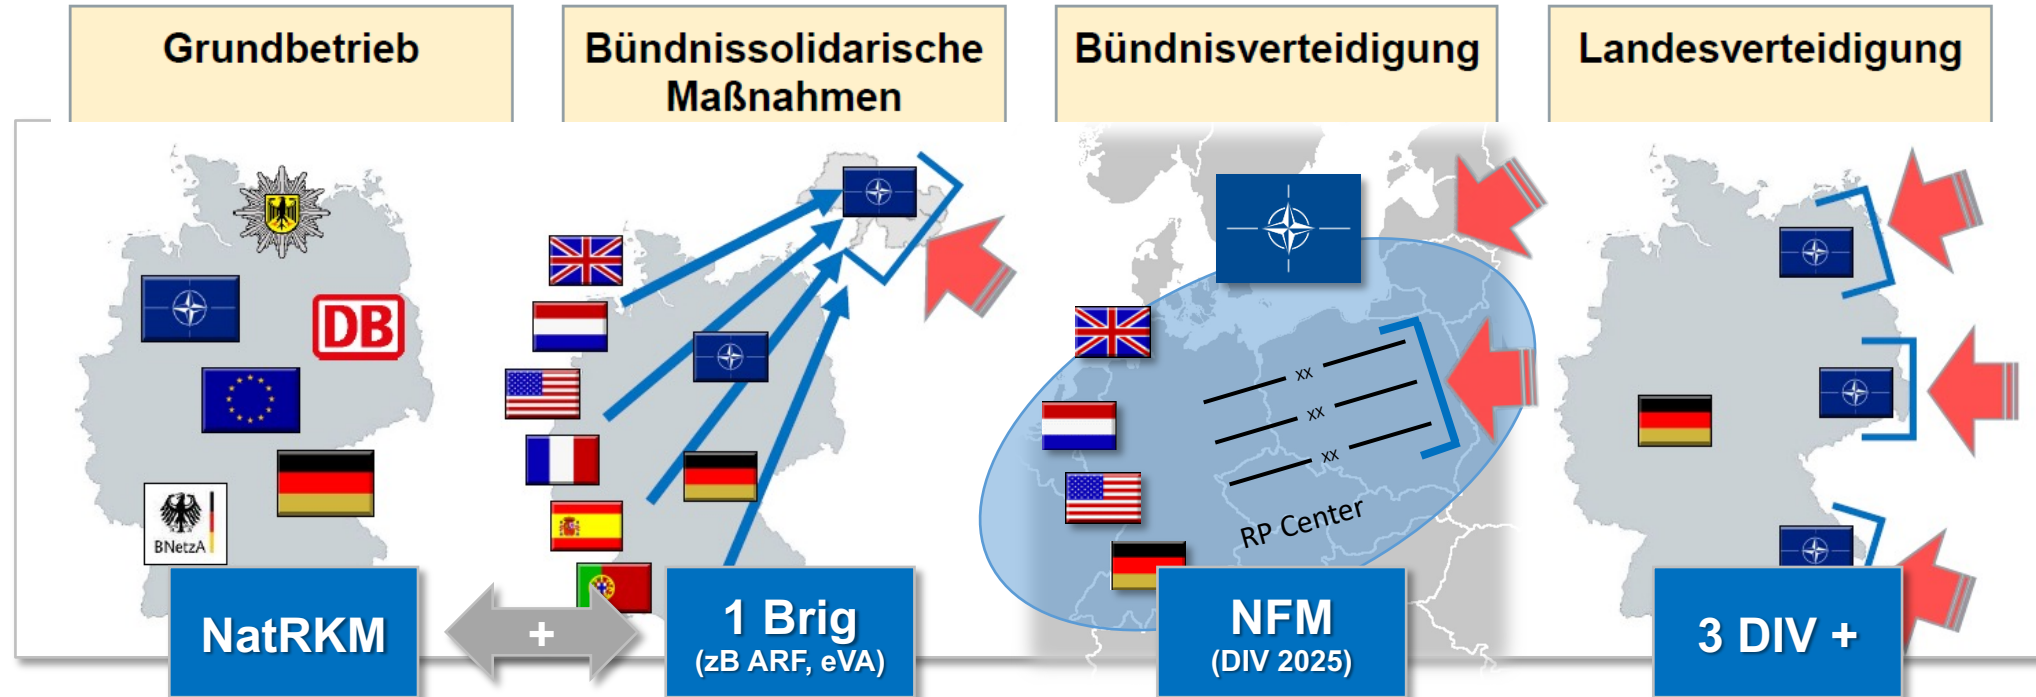 Grundbetrieb
Bündnissolidarische
Maßnahmen
Bündnisverteidigung
Landesverteidigung
DB
BNetzA
xx
xx
xx
RP Center
NatRKM
+
1 Brig
(zB ARF, eVA)
NFM
(DIV 2025)
3 DIV +